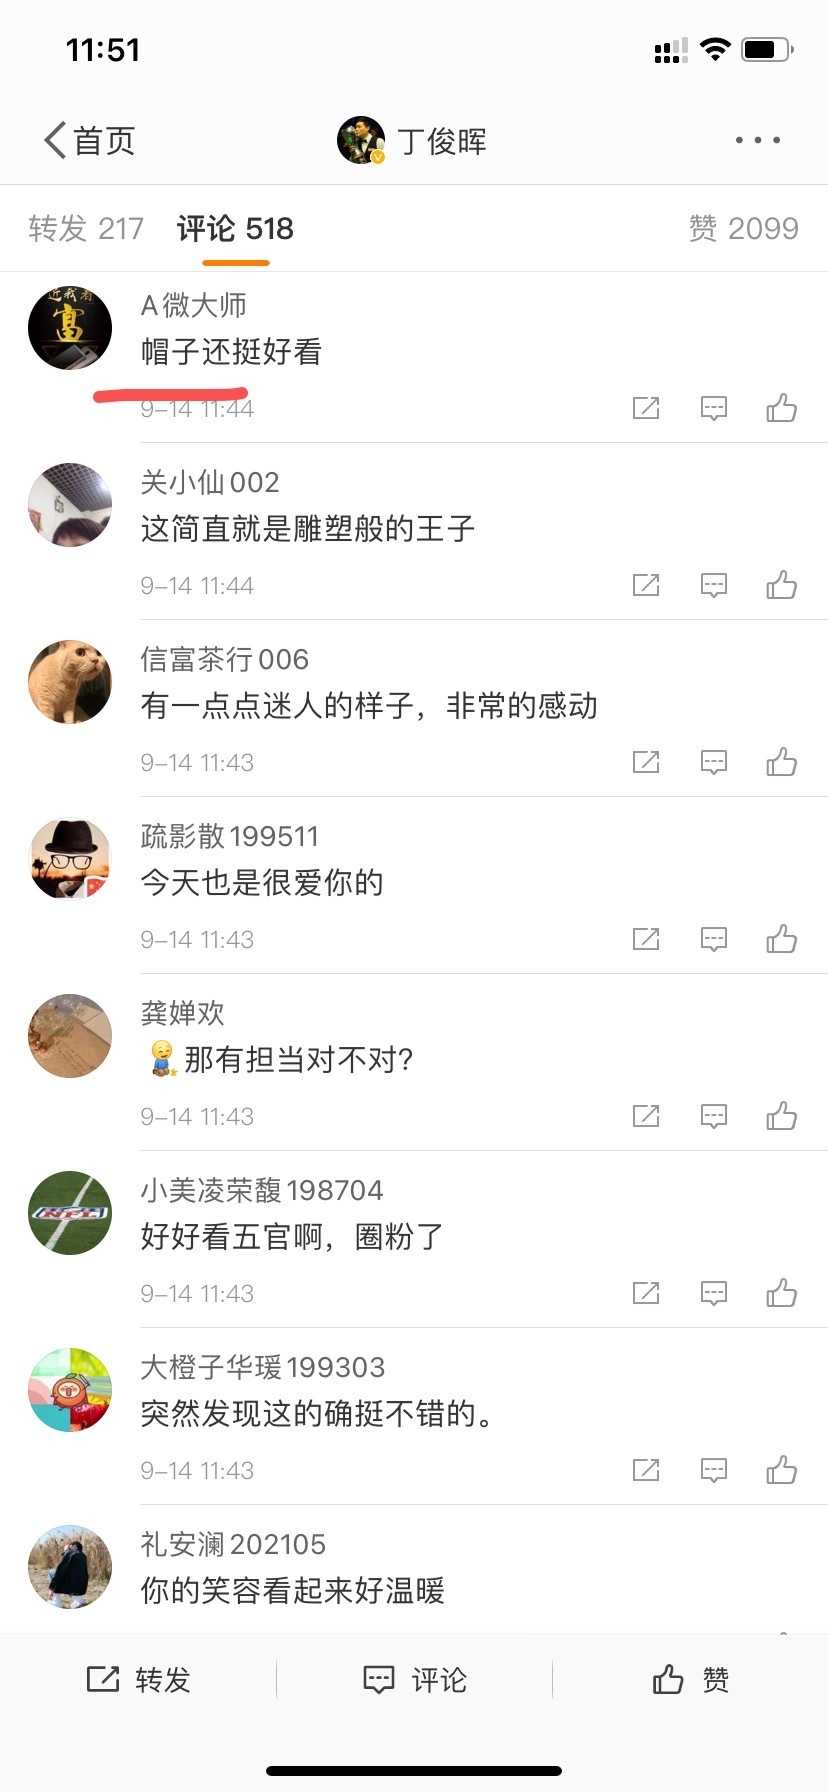 11:51
首页
丁俊晖
转发 217 评论 518 赞 2099
近我者
富
A微大师
帽子还挺好看
9-14 11:44
关小仙002
这简直就是雕塑般的王子
9-14 11:44
信富茶行006
有一点点迷人的样子，非常的感动
9-14 11:43
疏影散199511
今天也是很爱你的
9-14 11:43
龚婵欢
那有担当对不对?
9-14 11:43
NFL
小美凌荣馥198704
好好看五官啊，圈粉了
9-14 11:43
大橙子华瑗199303
突然发现这的确挺不错的。
9-14 11:43
礼安澜202105
你的笑容看起来好温暖
转发 评论 赞